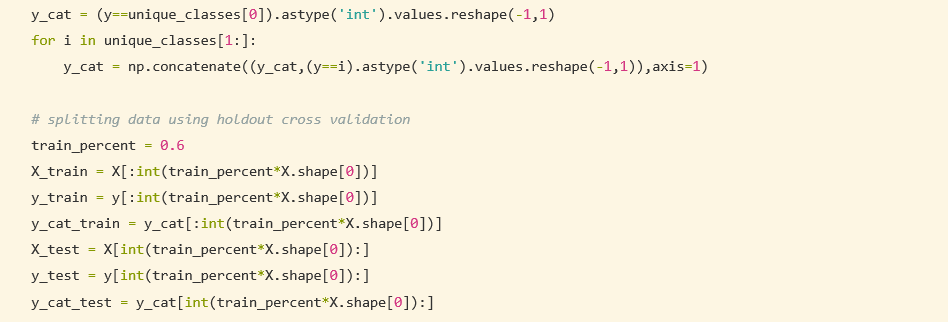 y_cat = (y==unique_classes[0]).astype('int').values.reshape(-1,1)
for i in unique_classes[1:]:
    y_cat = np.concatenate((y_cat,(y==i).astype('int').values.reshape(-1,1)),axis=1)

# splitting data using holdout cross validation
train_percent = 0.6
X_train = X[:int(train_percent*X.shape[0])]
y_train = y[:int(train_percent*X.shape[0])]
y_cat_train = y_cat[:int(train_percent*X.shape[0])]
X_test = X[int(train_percent*X.shape[0]):]
y_test = y[int(train_percent*X.shape[0]):]
y_cat_test = y_cat[int(train_percent*X.shape[0]):]